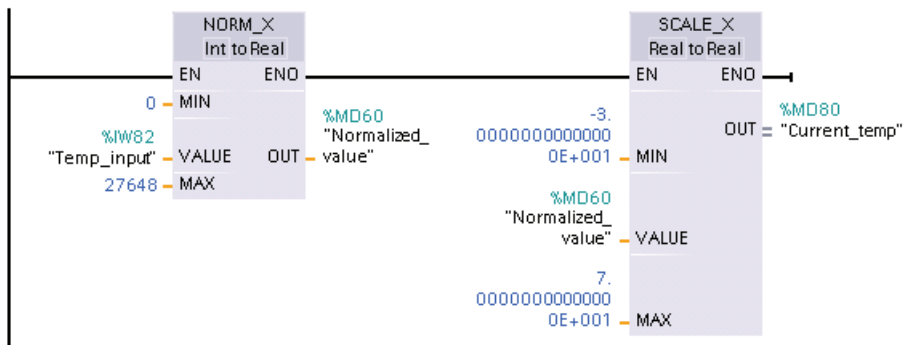 NORM_X
Int to Real
EN ENO
0 MIN
%IW82
"Temp_input" VALUE
27648 MAX
%MD60
"Normalized_
OUT value"
SCALE_X
Real to Real
EN ENO
-3.
0000000000000
0E+001 MIN
%MD60
"Normalized_
value" VALUE
7.
0000000000000
0E+001 MAX
%MD80
OUT "Current_temp"